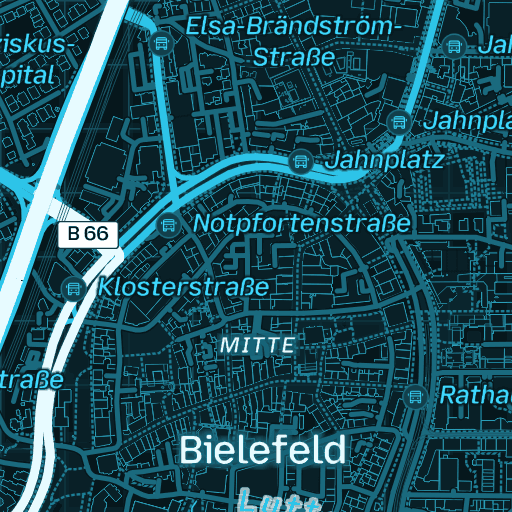 Elsa-Brändström-
Straße
Jahnplatz
Notpfortenstraße
B 66
Klosterstraße
MITTE
Bielefeld